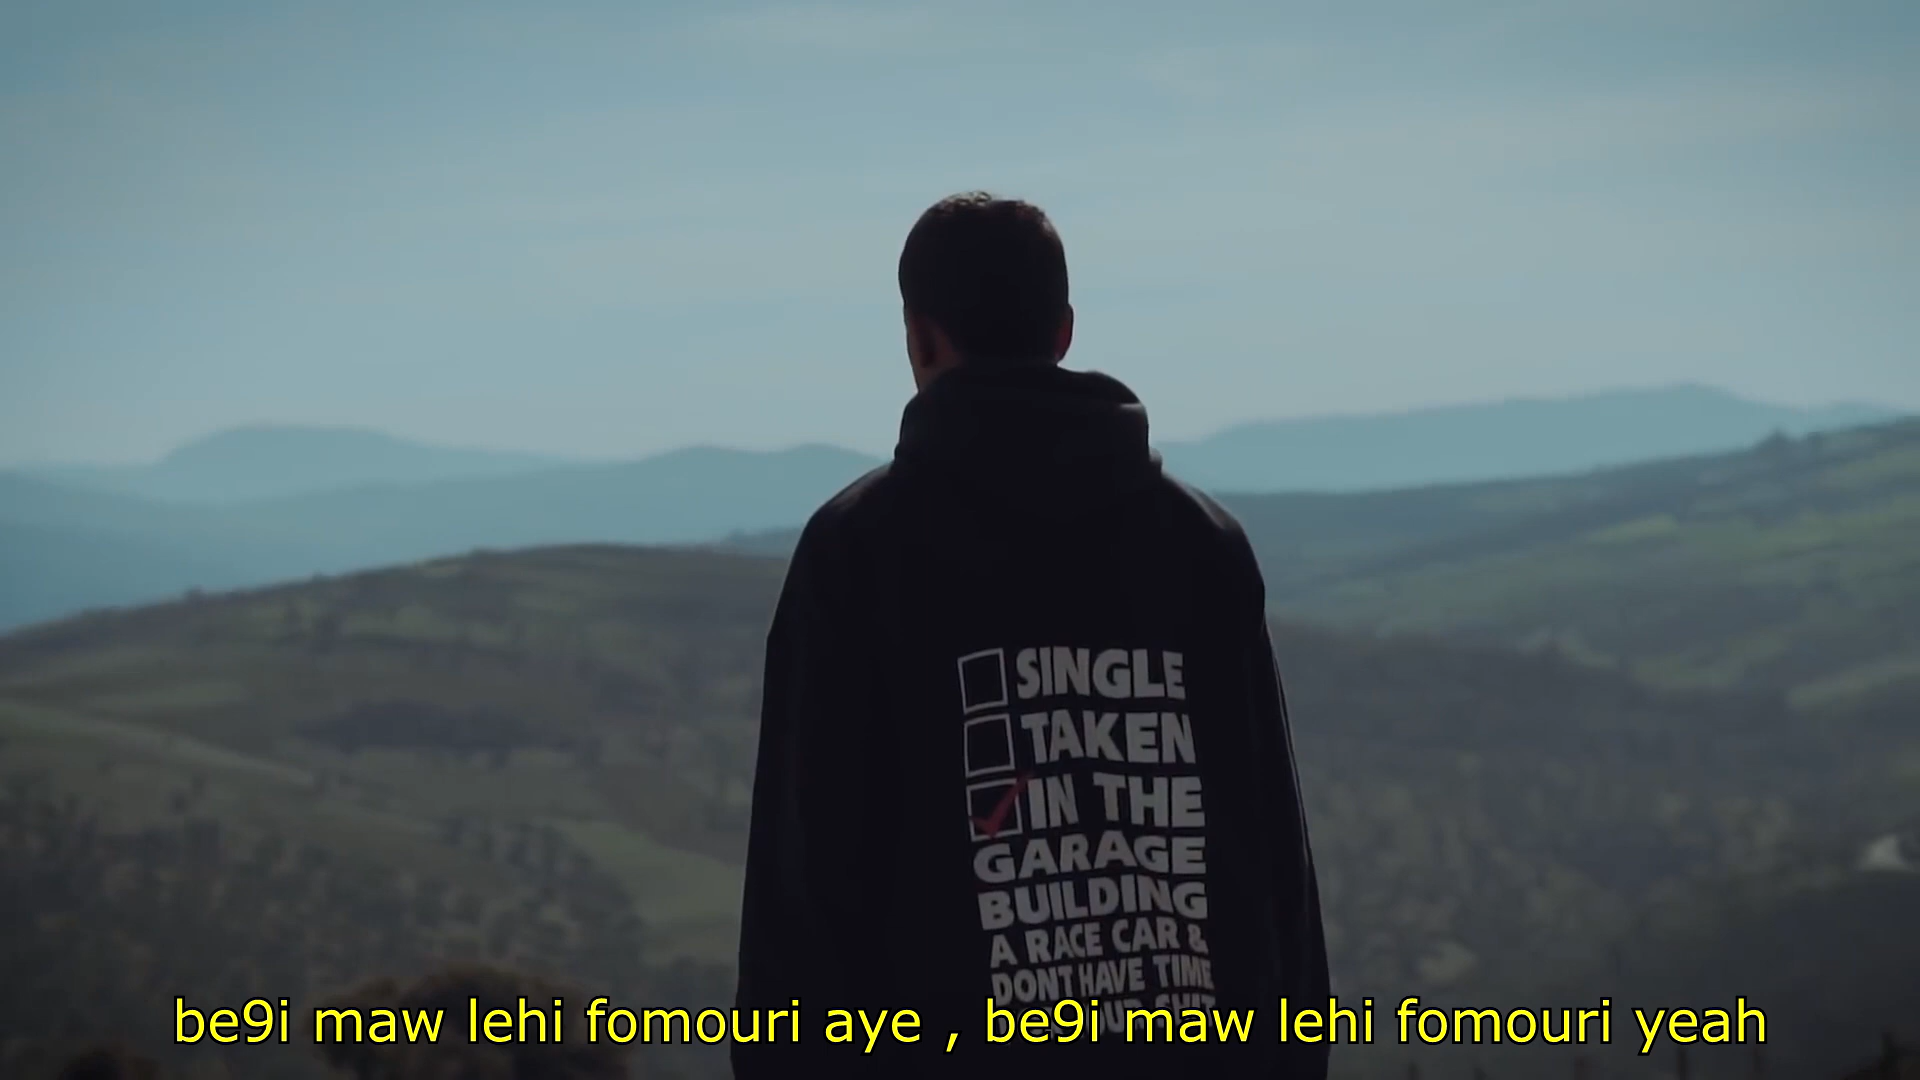 SINGLE
TAKEN
IN THE
GARAGE
BUILDING
A RACE CAR &
DONT HAVE TIME
be9i maw lehi fomouri aye , be9i maw lehi fomouri yeah